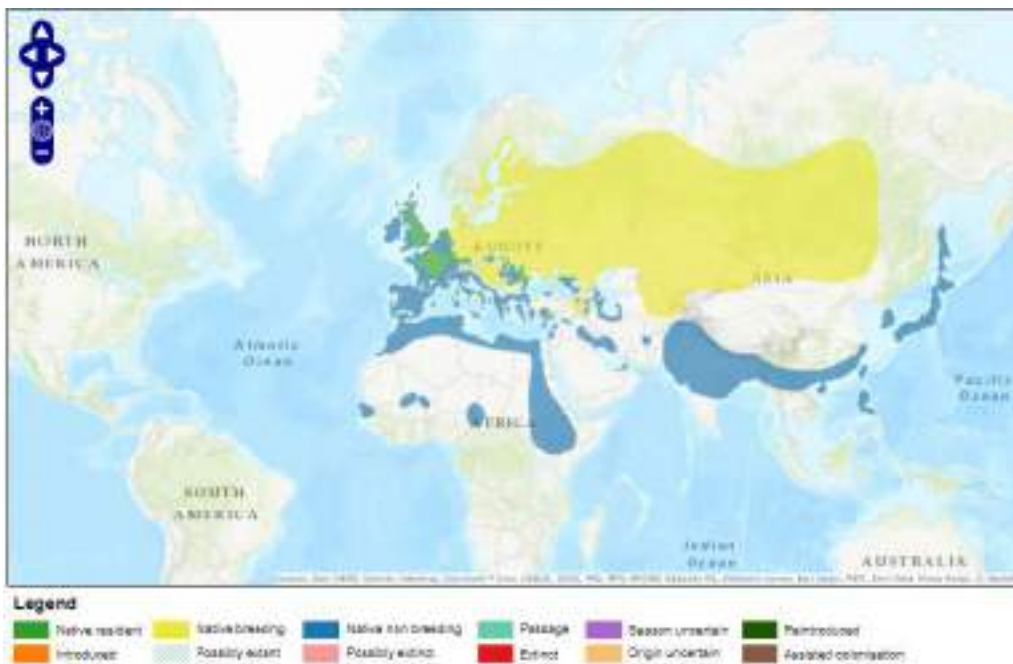 NORTH
AMERICA
EUROPE
ASIA
Atlantic
Ocean
Pacific
Ocean
AFRICA
SOUTH
AMERICA
Indian
Ocean
AUSTRALIA
Legend
Native resident Native breeding Native non breeding Passage Season uncertain Reintroduced
Introduced Possibly extant Possibly extinct Extinct Origin uncertain Assisted colonisation